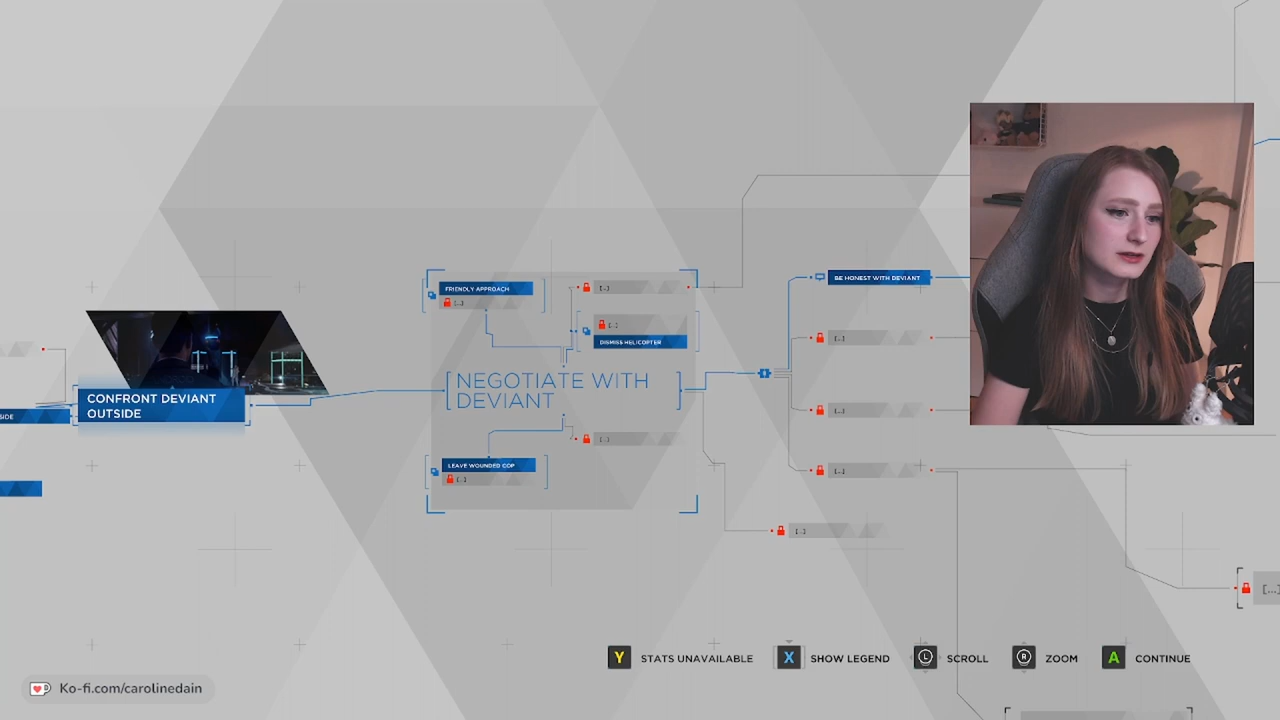 BE HONEST WITH DEVIANT
FRIENDLY APPROACH
[...]
[...]
[...]
DISMISS HELICOPTER
[...]
NEGOTIATE WITH
DEVIANT
CONFRONT DEVIANT
OUTSIDE
SIDE
[...]
[...]
LEAVE WOUNDED COP
[...]
[...]
[...]
[...]
Y STATS UNAVAILABLE X SHOW LEGEND L SCROLL R ZOOM A CONTINUE
Ko-fi.com/carolinedain